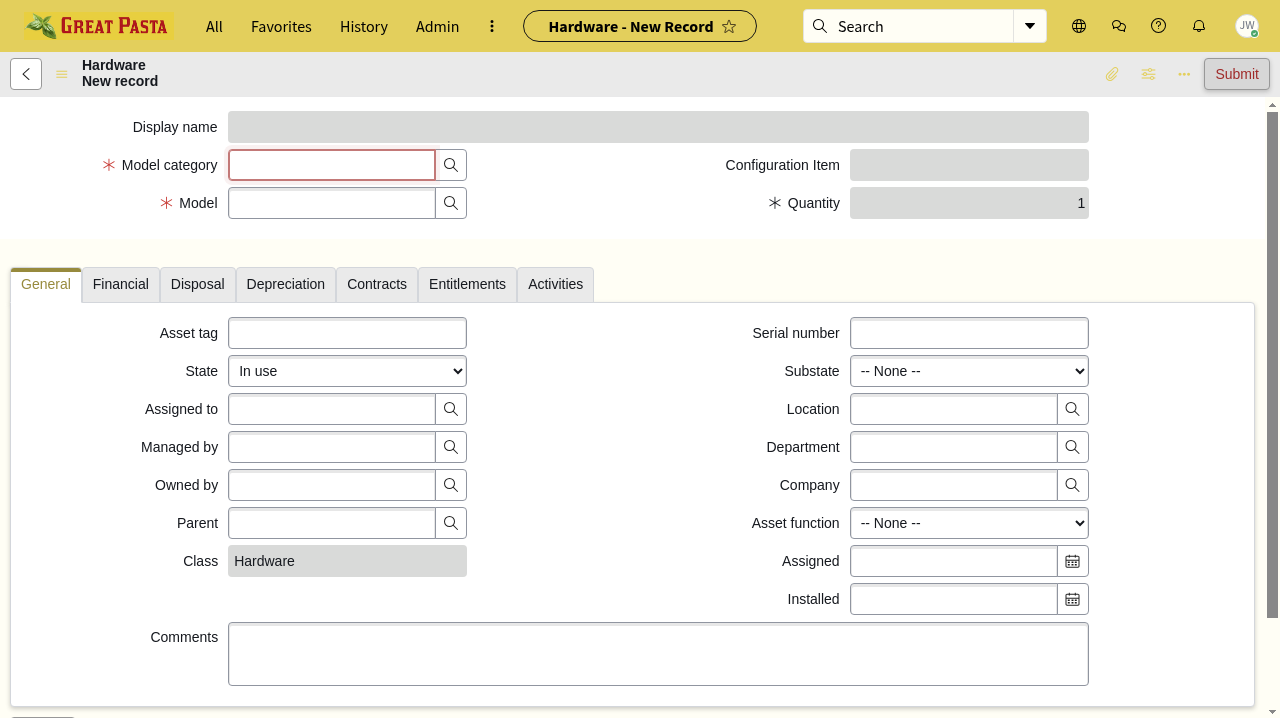 GREAT PASTA
All
Favorites
History
Admin
Hardware - New Record
Search
JW
Hardware
New record
Submit
Display name
Model category
Configuration Item
Model
Quantity
1
General
Financial
Disposal
Depreciation
Contracts
Entitlements
Activities
Asset tag
Serial number
State
In use
Substate
-- None --
Assigned to
Location
Managed by
Department
Owned by
Company
Parent
Asset function
-- None --
Class
Hardware
Assigned
Installed
Comments